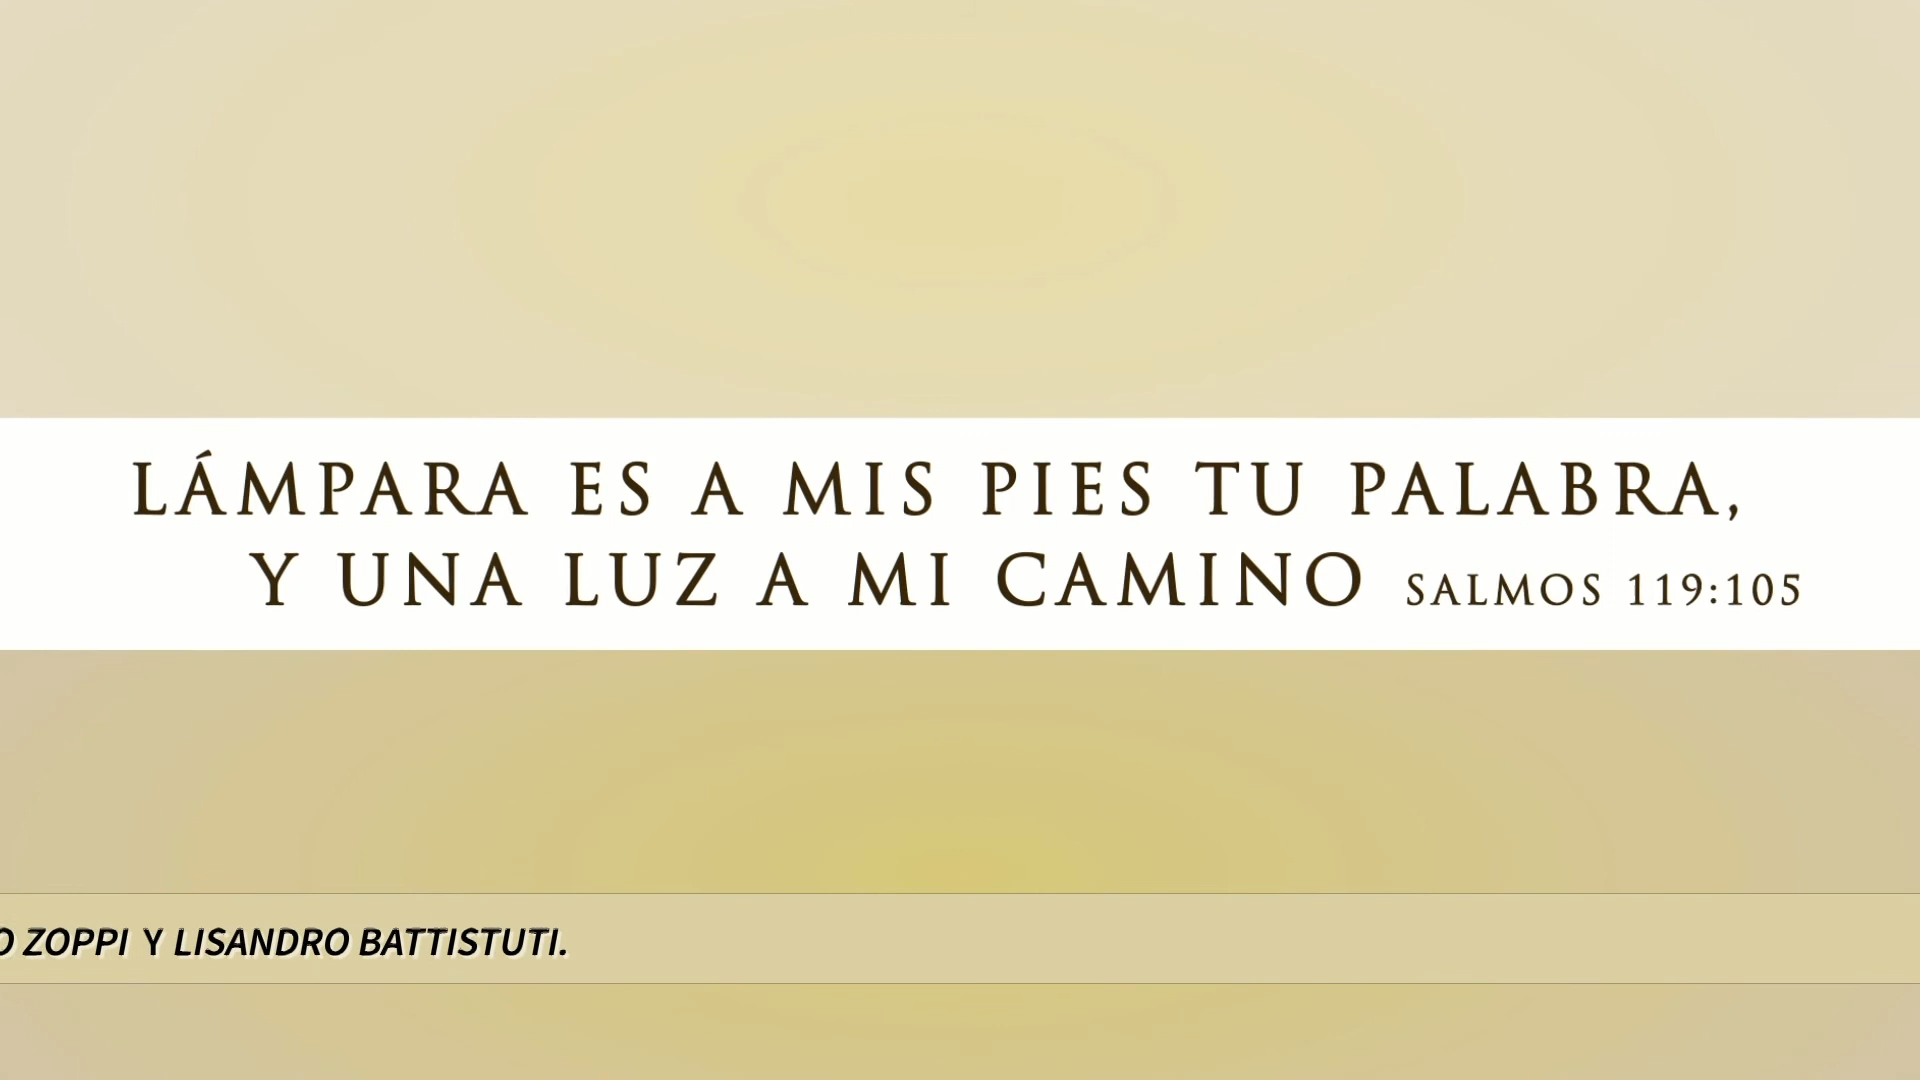 LÁMPARA ES A MIS PIES TU PALABRA,
Y UNA LUZ A MI CAMINO SALMOS 119:105
O ZOPPI Y LISANDRO BATTISTUTI.